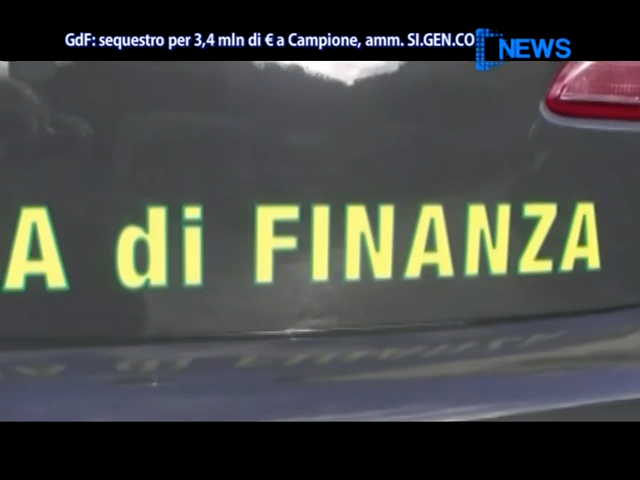 GdF: sequestro per 3,4 mln di € a Campione, amm. SI.GEN.CO
NEWS
A di FINANZA